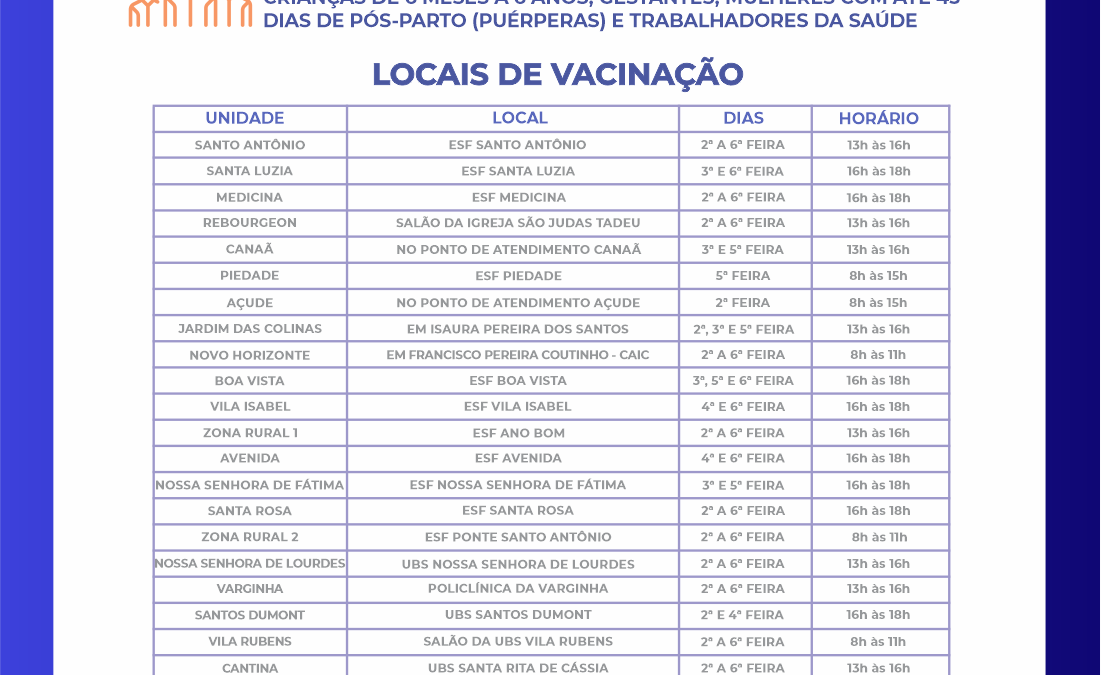 CRIANÇAS DE 6 MESES A 6 ANOS, GESTANTES, MULHERES COM ATÉ 45
DIAS DE PÓS-PARTO (PUÉRPERAS) E TRABALHADORES DA SAÚDE
LOCAIS DE VACINAÇÃO
UNIDADE LOCAL DIAS HORÁRIO
SANTO ANTÔNIO ESF SANTO ANTÔNIO 2ª A 6ª FEIRA 13h às 16h
SANTA LUZIA ESF SANTA LUZIA 3ª E 6ª FEIRA 16h às 18h
MEDICINA ESF MEDICINA 2ª A 6ª FEIRA 16h às 18h
REBOURGEON SALÃO DA IGREJA SÃO JUDAS TADEU 2ª A 6ª FEIRA 13h às 16h
CANAÃ NO PONTO DE ATENDIMENTO CANAÃ 3ª E 5ª FEIRA 13h às 16h
PIEDADE ESF PIEDADE 5ª FEIRA 8h às 15h
AÇUDE NO PONTO DE ATENDIMENTO AÇUDE 2ª FEIRA 8h às 15h
JARDIM DAS COLINAS EM ISAURA PEREIRA DOS SANTOS 2ª, 3ª E 5ª FEIRA 13h às 16h
NOVO HORIZONTE EM FRANCISCO PEREIRA COUTINHO - CAIC 2ª A 6ª FEIRA 8h às 11h
BOA VISTA ESF BOA VISTA 3ª, 5ª E 6ª FEIRA 16h às 18h
VILA ISABEL ESF VILA ISABEL 4ª E 6ª FEIRA 16h às 18h
ZONA RURAL 1 ESF ANO BOM 2ª A 6ª FEIRA 13h às 16h
AVENIDA ESF AVENIDA 4ª E 6ª FEIRA 16h às 18h
NOSSA SENHORA DE FÁTIMA ESF NOSSA SENHORA DE FÁTIMA 3ª E 5ª FEIRA 16h às 18h
SANTA ROSA ESF SANTA ROSA 2ª A 6ª FEIRA 16h às 18h
ZONA RURAL 2 ESF PONTE SANTO ANTÔNIO 2ª A 6ª FEIRA 8h às 11h
NOSSA SENHORA DE LOURDES UBS NOSSA SENHORA DE LOURDES 2ª A 6ª FEIRA 13h às 16h
VARGINHA POLICLÍNICA DA VARGINHA 2ª A 6ª FEIRA 13h às 16h
SANTOS DUMONT UBS SANTOS DUMONT 2ª E 4ª FEIRA 16h às 18h
VILA RUBENS SALÃO DA UBS VILA RUBENS 2ª A 6ª FEIRA 8h às 11h
CANTINA UBS SANTA RITA DE CÁSSIA 2ª A 6ª FEIRA 13h às 16h